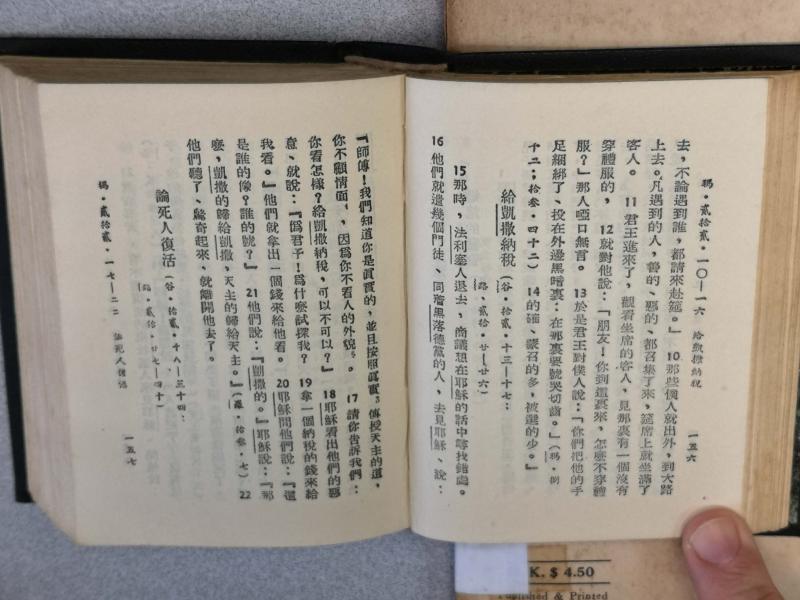 瑪・貳拾貳・一〇—一六　給凱撒納稅　一五六
去，不論遇到誰，都請來赴筵。』10那些僕人就出外，到大路
上去。凡遇到的人，善的、惡的、都召集了來，筵席上就坐滿了
客人。　11君王進來了，觀看坐席的客人，見那裏有一個沒有
穿禮服的，　12就對他說：『朋友！你到這裏來，怎麼不穿禮
服？』那人啞口無言。　13於是君王對僕人說：『你們把他的手
足綑綁了、投在外邊黑暗裏：在那裏要號哭切齒。』（瑪・捌
十二；拾叁・四十二）　14的確、蒙召的多，被選的少。』
給凱撒納稅（谷・拾貳・十三—十七；
路・貳拾・廿—廿六）
15那時，法利塞人退去，商議想在耶穌的話中尋找錯處。
16他們就遣幾個門徒、同着黑落德黨的人，去見耶穌、說：
『師傅！我們知道你是眞實的，並且按照眞實，傳授天主的道，
你不顧情面，因爲你不看人的外貌。　17請你告訴我們：
你看怎樣？給凱撒納稅，可以不可以？』　18耶穌看出他們的惡
意、就說：『僞君子！爲什麼試探我？　19拿一個納稅的錢來給
我看。』他們就拿出一個錢來給他看。　20耶穌問他們說：『這
是誰的像？誰的號？』　21他們說：『凱撒的。』耶穌說：『那
麼，凱撒的歸給凱撒，天主的歸給天主。』（羅・拾叁・七）22
他們聽了、驚奇起來、就離開他去了。
論死人復活（谷・拾貳・十八—三十四；
路・貳拾・廿七—四十）
瑪・貳拾貳・一七—二二　論死人復活　一五七
K. $ 4.50
Published & Printed